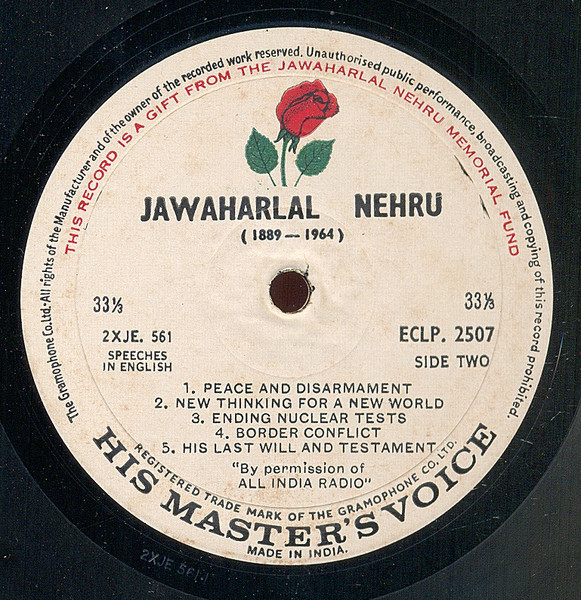 The Gramophone Co. Ltd. · All rights of the Manufacturer and of the owner of the recorded work reserved. Unauthorised public performance, broadcasting and copying of this record prohibited.
THIS RECORD IS A GIFT FROM THE JAWAHARLAL NEHRU MEMORIAL FUND
JAWAHARLAL NEHRU
(1889 — 1964)
33⅓ 33⅓
2XJE. 561 ECLP. 2507
SPEECHES
IN ENGLISH
SIDE TWO
1. PEACE AND DISARMAMENT
2. NEW THINKING FOR A NEW WORLD
3. ENDING NUCLEAR TESTS
4. BORDER CONFLICT
5. HIS LAST WILL AND TESTAMENT
"By permission of
ALL INDIA RADIO"
REGISTERED TRADE MARK OF THE GRAMOPHONE CO. LTD.
HIS MASTER'S VOICE
MADE IN INDIA.
2XJE 561-1